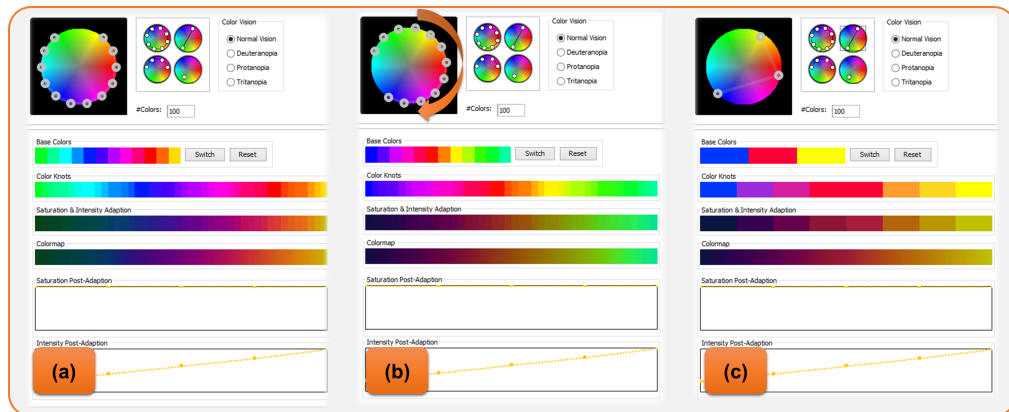 Color Vision
Normal Vision
Deuteranopia
Protanopia
Tritanopia
#Colors: 100
Base Colors
Switch Reset
Color Knots
Saturation & Intensity Adaption
Colormap
Saturation Post-Adaption
Intensity Post-Adaption
(a)
Color Vision
Normal Vision
Deuteranopia
Protanopia
Tritanopia
#Colors: 100
Base Colors
Switch Reset
Color Knots
Saturation & Intensity Adaption
Colormap
Saturation Post-Adaption
Intensity Post-Adaption
(b)
Color Vision
Normal Vision
Deuteranopia
Protanopia
Tritanopia
#Colors: 100
Base Colors
Switch Reset
Color Knots
Saturation & Intensity Adaption
Colormap
Saturation Post-Adaption
Intensity Post-Adaption
(c)